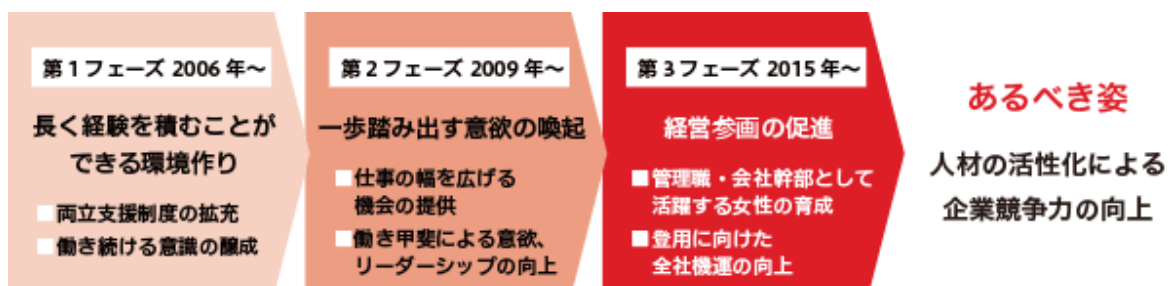 第1フェーズ 2006年～
長く経験を積むことが
できる環境作り
■両立支援制度の拡充
■働き続ける意識の醸成
第2フェーズ 2009年～
一歩踏み出す意欲の喚起
■仕事の幅を広げる
機会の提供
■働き甲斐による意欲、
リーダーシップの向上
第3フェーズ 2015年～
経営参画の促進
■管理職・会社幹部として
活躍する女性の育成
■登用に向けた
全社機運の向上
あるべき姿
人材の活性化による
企業競争力の向上